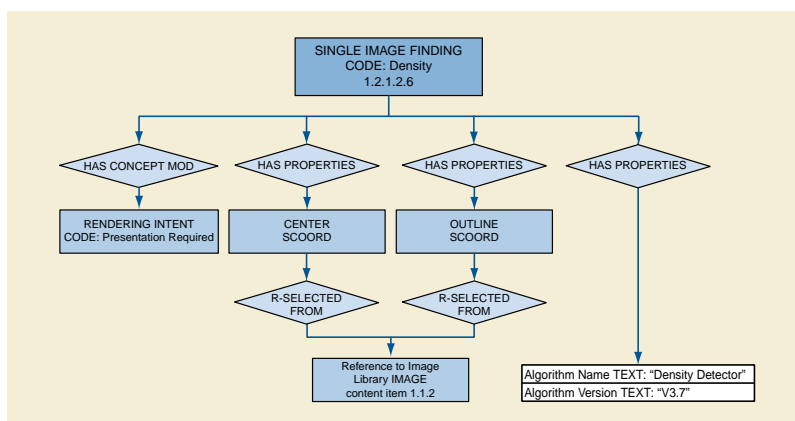 SINGLE IMAGE FINDING
CODE: Density
1.2.1.2.6
HAS CONCEPT MOD
HAS PROPERTIES
HAS PROPERTIES
HAS PROPERTIES
RENDERING INTENT
CODE: Presentation Required
CENTER
SCOORD
OUTLINE
SCOORD
R-SELECTED
FROM
R-SELECTED
FROM
Reference to Image
Library IMAGE
content item 1.1.2
Algorithm Name TEXT: “Density Detector”
Algorithm Version TEXT: “V3.7”